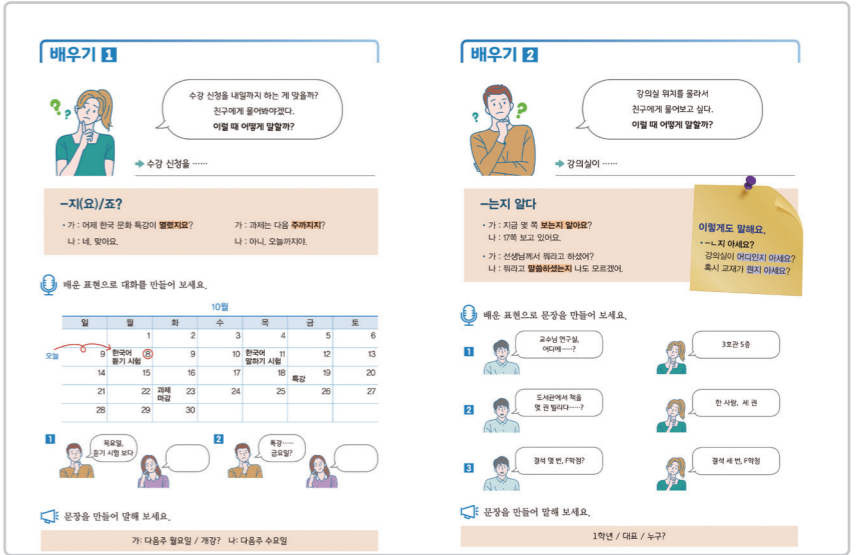 배우기 1
수강 신청을 내일까지 하는 게 맞을까?
친구에게 물어봐야겠다.
이럴 때 어떻게 말할까?
수강 신청을 ……
-지(요)/죠?
• 가 : 어제 한국 문화 특강이 열렸지요?
나 : 네, 맞아요.
가 : 과제는 다음 주까지지?
나 : 아니, 오늘까지야.
배운 표현으로 대화를 만들어 보세요.
10월
일 월 화 수 목 금 토
1 2 3 4 5 6
오늘 9 한국어 듣기 시험 8 9 10 한국어 말하기 시험 11 12 13
14 15 16 17 18 특강 19 20
21 22 과제 마감 23 24 25 26 27
28 29 30
1
목요일,
듣기 시험 보다
2
특강……
금요일?
문장을 만들어 말해 보세요.
가: 다음주 월요일 / 개강? 나: 다음주 수요일
배우기 2
강의실 위치를 몰라서
친구에게 물어보고 싶다.
이럴 때 어떻게 말할까?
강의실이 ……
-는지 알다
• 가 : 지금 몇 쪽 보는지 알아요?
나 : 17쪽 보고 있어요.
• 가 : 선생님께서 뭐라고 하셨어?
나 : 뭐라고 말씀하셨는지 나도 모르겠어.
이렇게도 말해요.
• -ㄴ지 아세요?
강의실이 어디인지 아세요?
혹시 교재가 뭔지 아세요?
배운 표현으로 문장을 만들어 보세요.
1
교수님 연구실,
어디에……?
3호관 5층
2
도서관에서 책을
몇 권 빌리다……?
한 사람, 세 권
3
결석 몇 번, F학점?
결석 세 번, F학점
문장을 만들어 말해 보세요.
1학년 / 대표 / 누구?